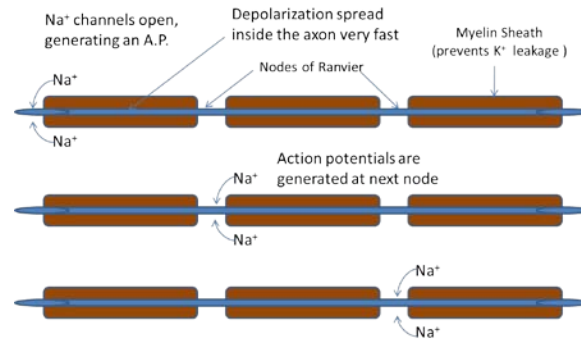 Na⁺ channels open,
generating an A.P.
Depolarization spread
inside the axon very fast
Myelin Sheath
(prevents K⁺ leakage )
Nodes of Ranvier
Na⁺
Na⁺
Action potentials are
generated at next node
Na⁺
Na⁺
Na⁺
Na⁺